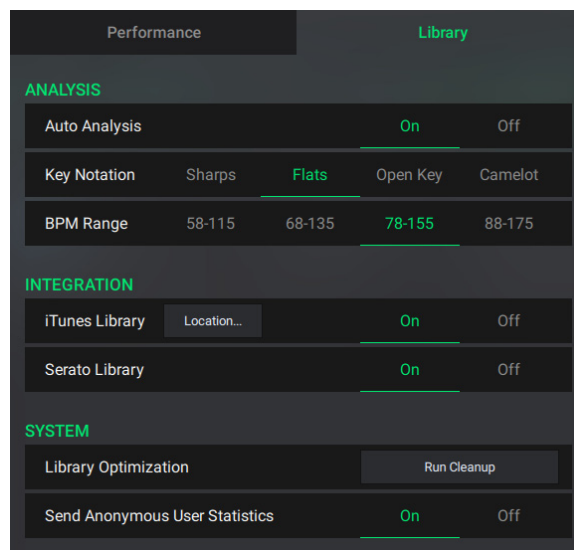 Performance Library
ANALYSIS
Auto Analysis On Off
Key Notation Sharps Flats Open Key Camelot
BPM Range 58-115 68-135 78-155 88-175
INTEGRATION
iTunes Library Location... On Off
Serato Library On Off
SYSTEM
Library Optimization Run Cleanup
Send Anonymous User Statistics On Off